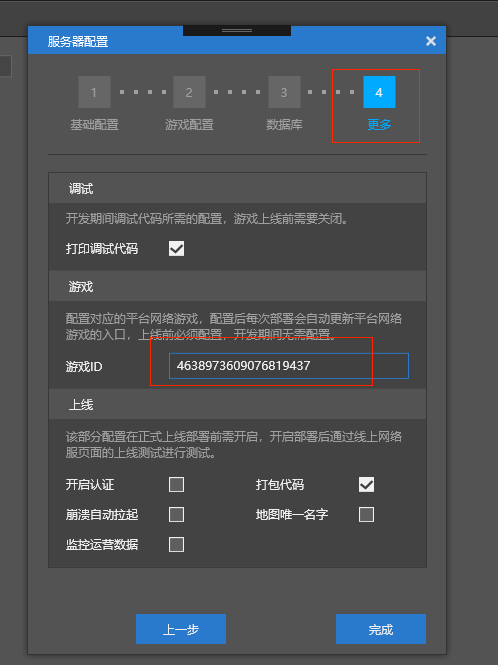 服务器配置
1
2
3
4
基础配置
游戏配置
数据库
更多
调试
开发期间调试代码所需的配置，游戏上线前需要关闭。
打印调试代码
游戏
配置对应的平台网络游戏，配置后每次部署会自动更新平台网络
游戏的入口，上线前必须配置，开发期间无需配置。
游戏ID
4638973609076819437
上线
该部分配置在正式上线部署前需开启，开启部署后通过线上网络
服页面的上线测试进行测试。
开启认证
打包代码
崩溃自动拉起
地图唯一名字
监控运营数据
上一步
完成